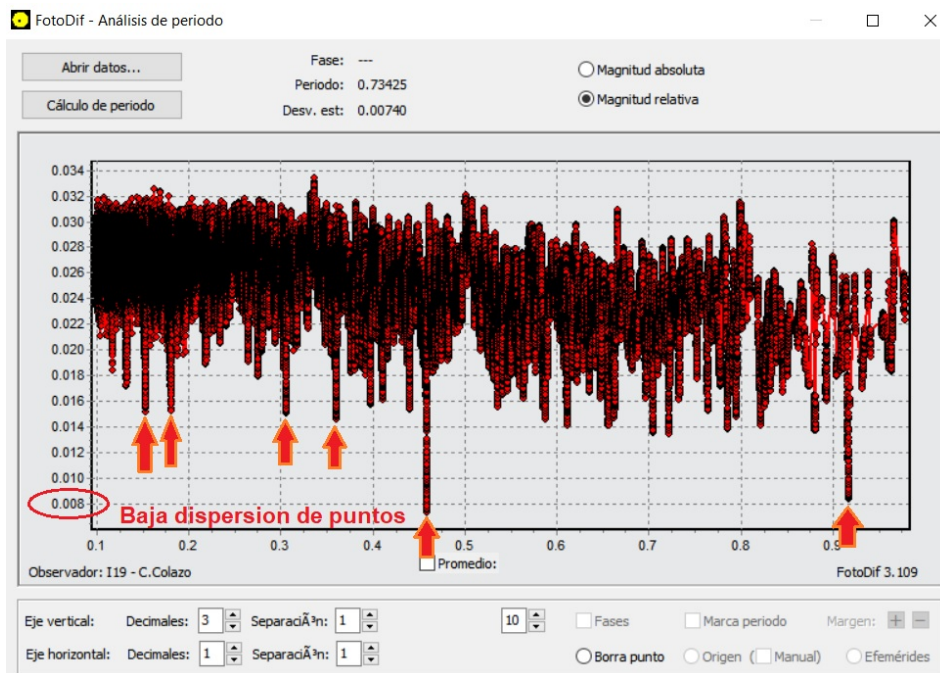 FotoDif - Análisis de periodo
Abrir datos...
Cálculo de periodo
Fase: ---
Periodo: 0.73425
Desv. est: 0.00740
Magnitud absoluta
Magnitud relativa
0.034
0.032
0.030
0.028
0.026
0.024
0.022
0.020
0.018
0.016
0.014
0.012
0.010
0.008
Baja dispersion de puntos
0.1 0.2 0.3 0.4 0.5 0.6 0.7 0.8 0.9
Observador: I19 - C.Colazo
Promedio:
FotoDif 3.109
Eje vertical: Decimales: 3 SeparaciÃ³n: 1 10 Fases Marca periodo Margen: + -
Eje horizontal: Decimales: 1 SeparaciÃ³n: 1 Borra punto Origen ( Manual) Efemérides